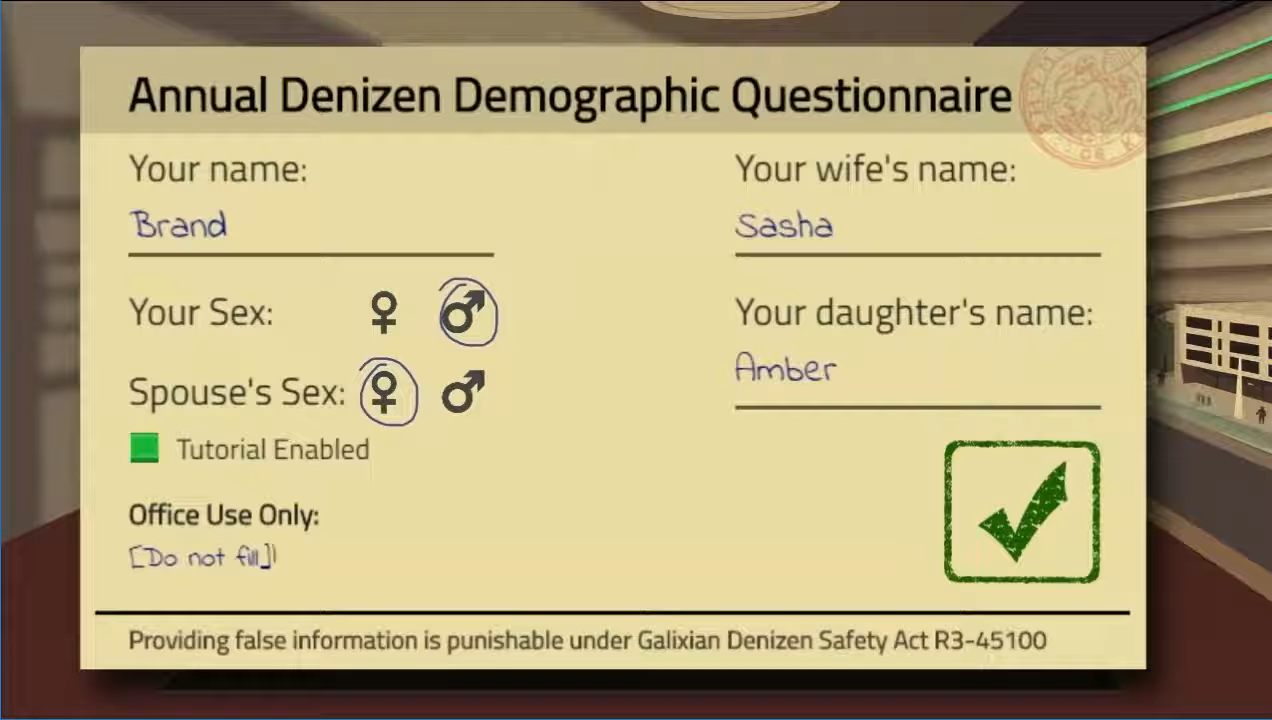 Annual Denizen Demographic Questionnaire
Your name:
Brand
Your wife's name:
Sasha
Your Sex: ♀ ♂
Your daughter's name:
Amber
Spouse's Sex: ♀ ♂
Tutorial Enabled
Office Use Only:
[Do not fill]
Providing false information is punishable under Galixian Denizen Safety Act R3-45100